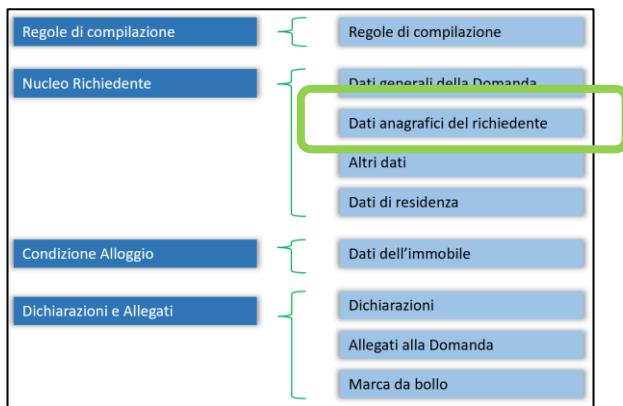 Regole di compilazione
Regole di compilazione
Nucleo Richiedente
Dati generali della Domanda
Dati anagrafici del richiedente
Altri dati
Dati di residenza
Condizione Alloggio
Dati dell'immobile
Dichiarazioni e Allegati
Dichiarazioni
Allegati alla Domanda
Marca da bollo